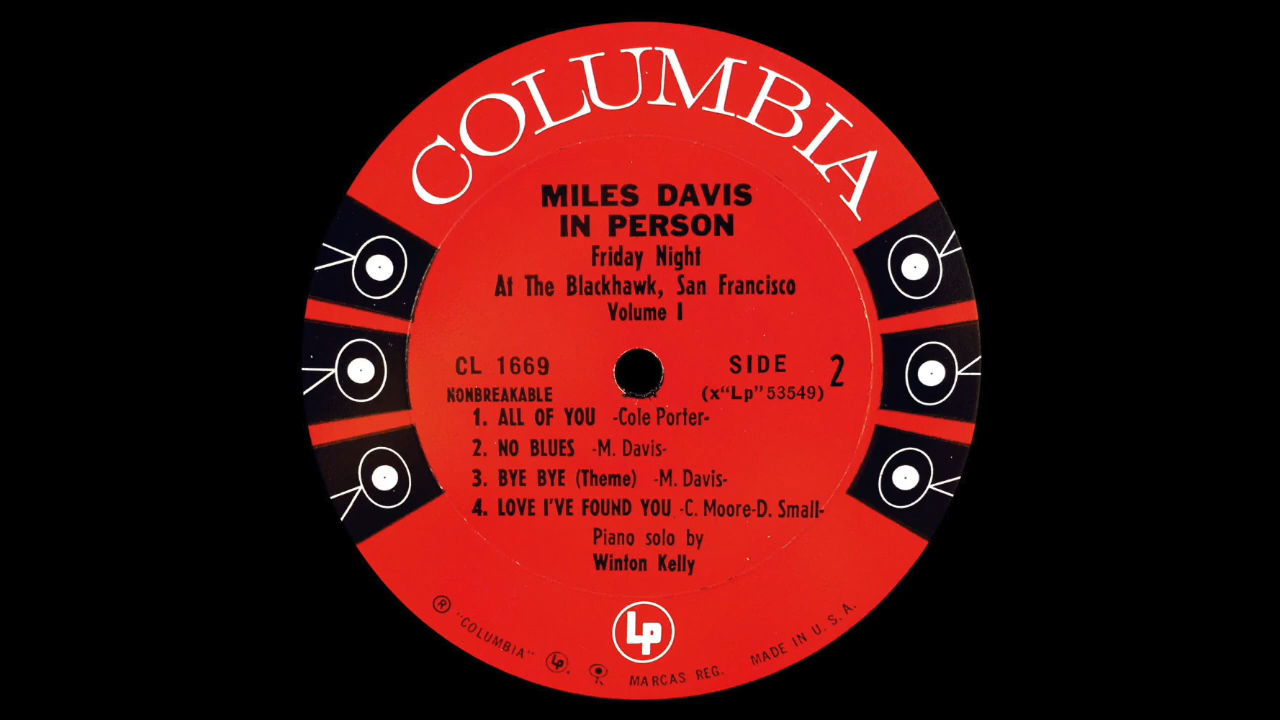 COLUMBIA
MILES DAVIS
IN PERSON
Friday Night
At The Blackhawk, San Francisco
Volume I
CL 1669
NONBREAKABLE
SIDE 2
(x“Lp” 53549)
1. ALL OF YOU -Cole Porter-
2. NO BLUES -M. Davis-
3. BYE BYE (Theme) -M. Davis-
4. LOVE I'VE FOUND YOU -C. Moore-D. Small-
Piano solo by
Winton Kelly
Lp
® "COLUMBIA" Lp. MARCAS REG. MADE IN U. S. A.